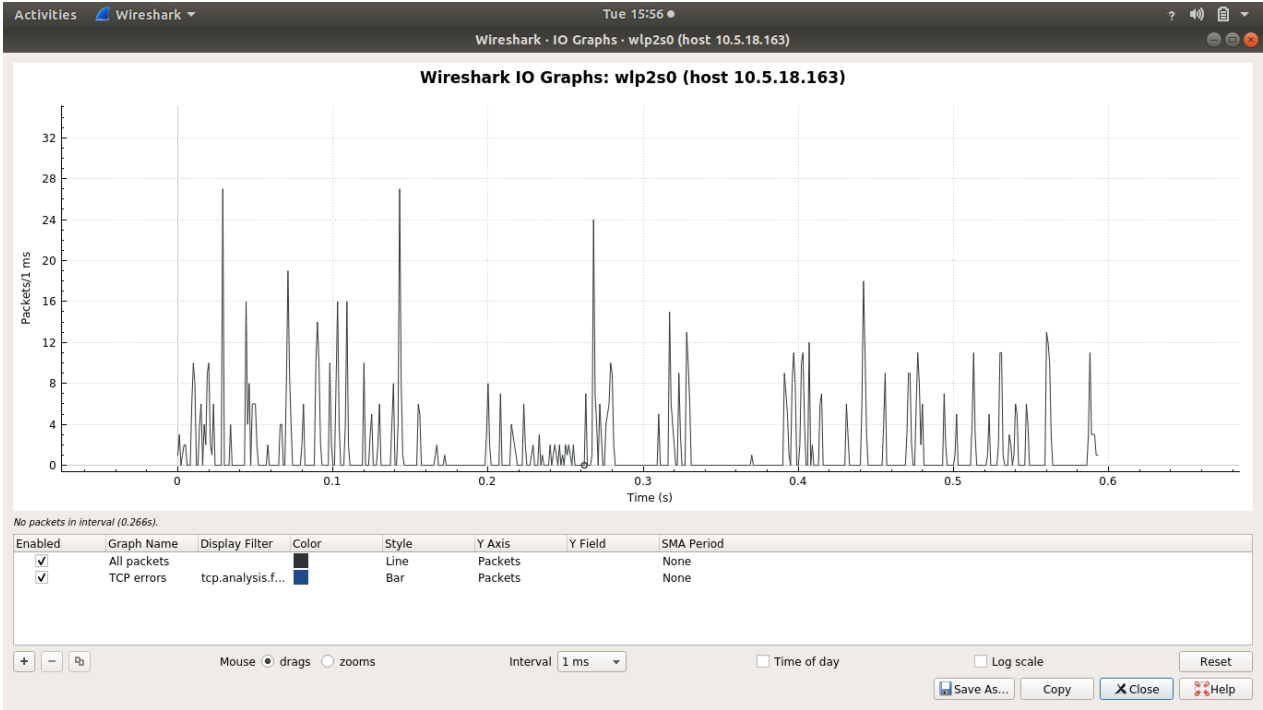 Activities Wireshark Tue 15:56 ?
Wireshark · IO Graphs · wlp2s0 (host 10.5.18.163)
Wireshark IO Graphs: wlp2s0 (host 10.5.18.163)
32
28
24
20
16
12
8
4
0
Packets/1 ms
0 0.1 0.2 0.3 0.4 0.5 0.6
Time (s)
No packets in interval (0.266s).
Enabled Graph Name Display Filter Color Style Y Axis Y Field SMA Period
All packets Line Packets None
TCP errors tcp.analysis.f... Bar Packets None
+ − Mouse drags zooms Interval 1 ms Time of day Log scale Reset
Save As... Copy Close Help